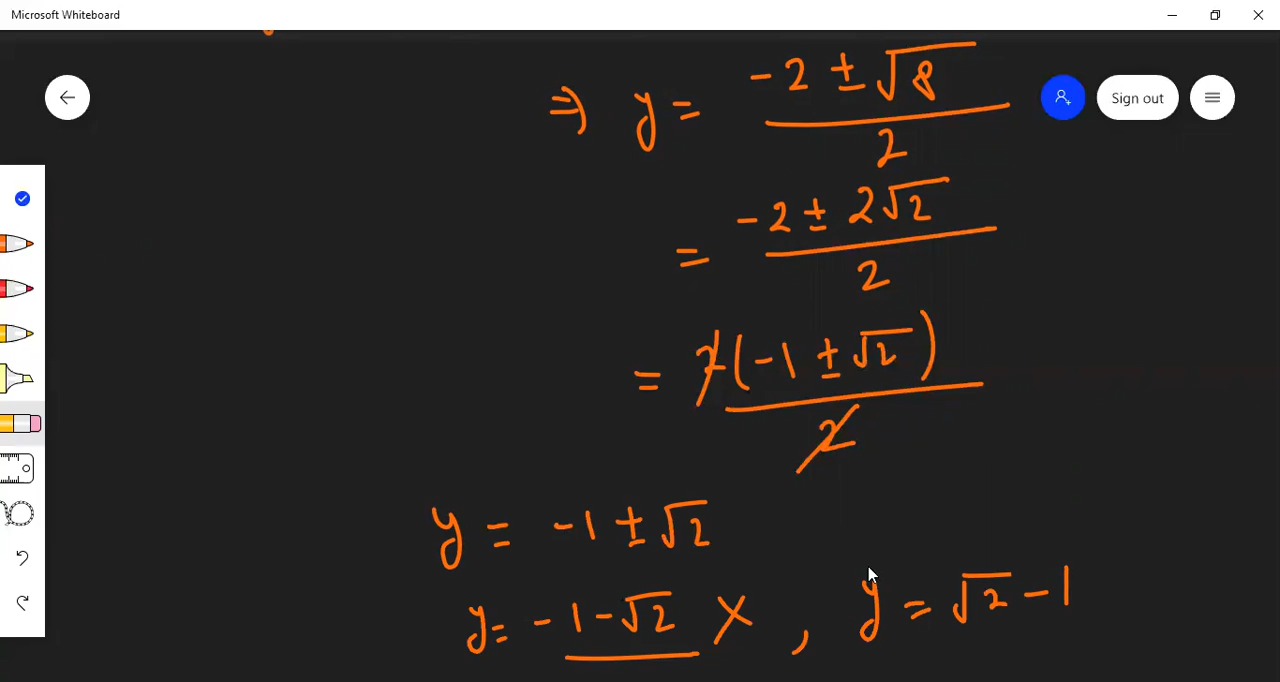 Microsoft Whiteboard
Sign out
⇒ y = (-2 ± √8) / 2
= (-2 ± 2√2) / 2
= 2(-1 ± √2) / 2
y = -1 ± √2
y = -1 - √2 ✗ , y = √2 - 1